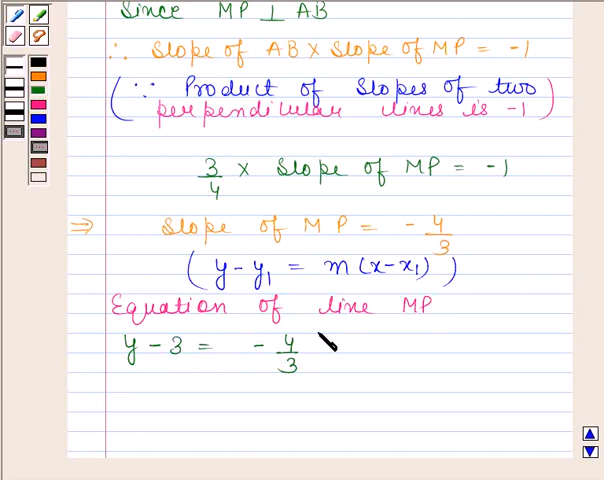 Since MP ⊥ AB
∴ Slope of AB × Slope of MP = -1
(∵ Product of Slopes of two
perpendicular lines is -1)
3/4 × Slope of MP = -1
⇒ Slope of MP = -4/3
(y - y₁ = m(x - x₁))
Equation of line MP
y - 3 = -4/3